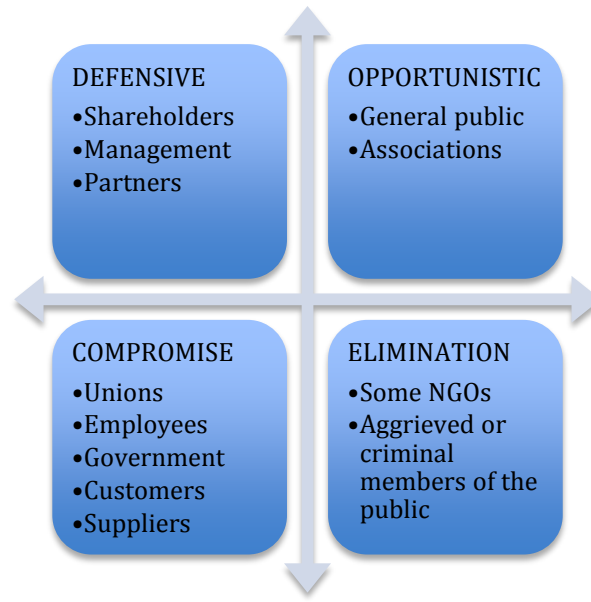 DEFENSIVE
•Shareholders
•Management
•Partners
OPPORTUNISTIC
•General public
•Associations
COMPROMISE
•Unions
•Employees
•Government
•Customers
•Suppliers
ELIMINATION
•Some NGOs
•Aggrieved or
criminal
members of the
public